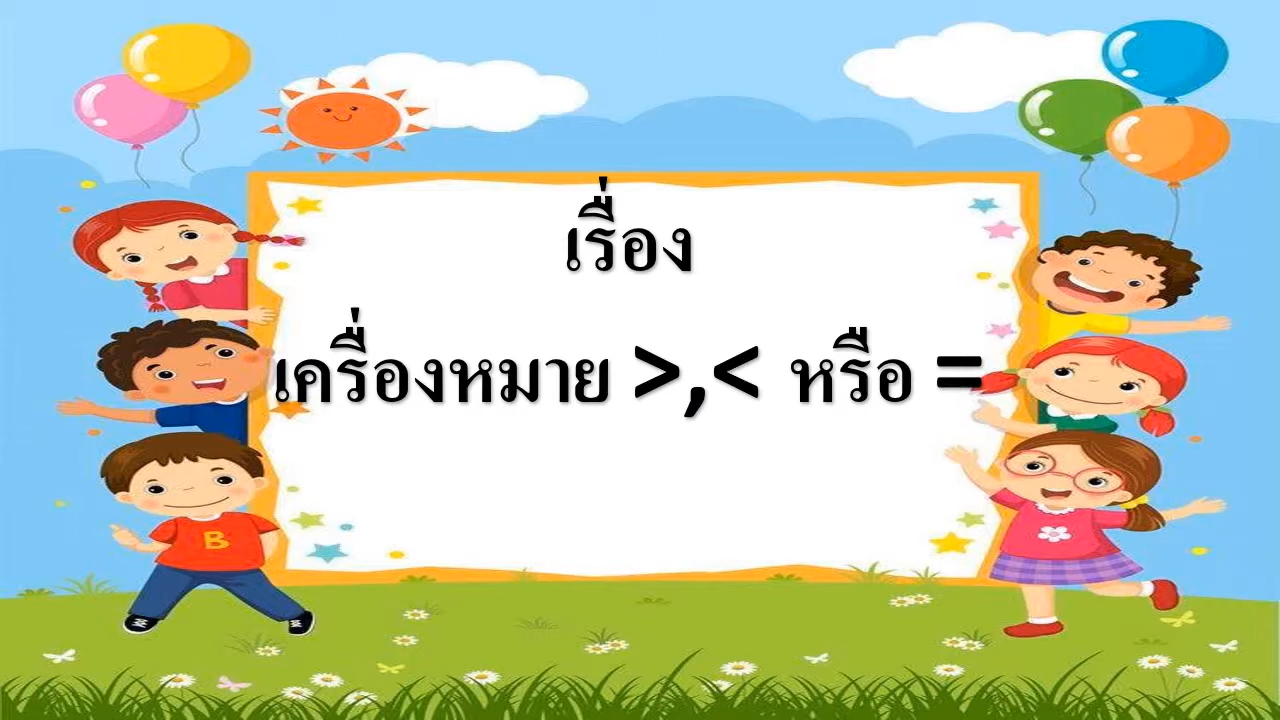 เรื่อง
เครื่องหมาย >,< หรือ =
B